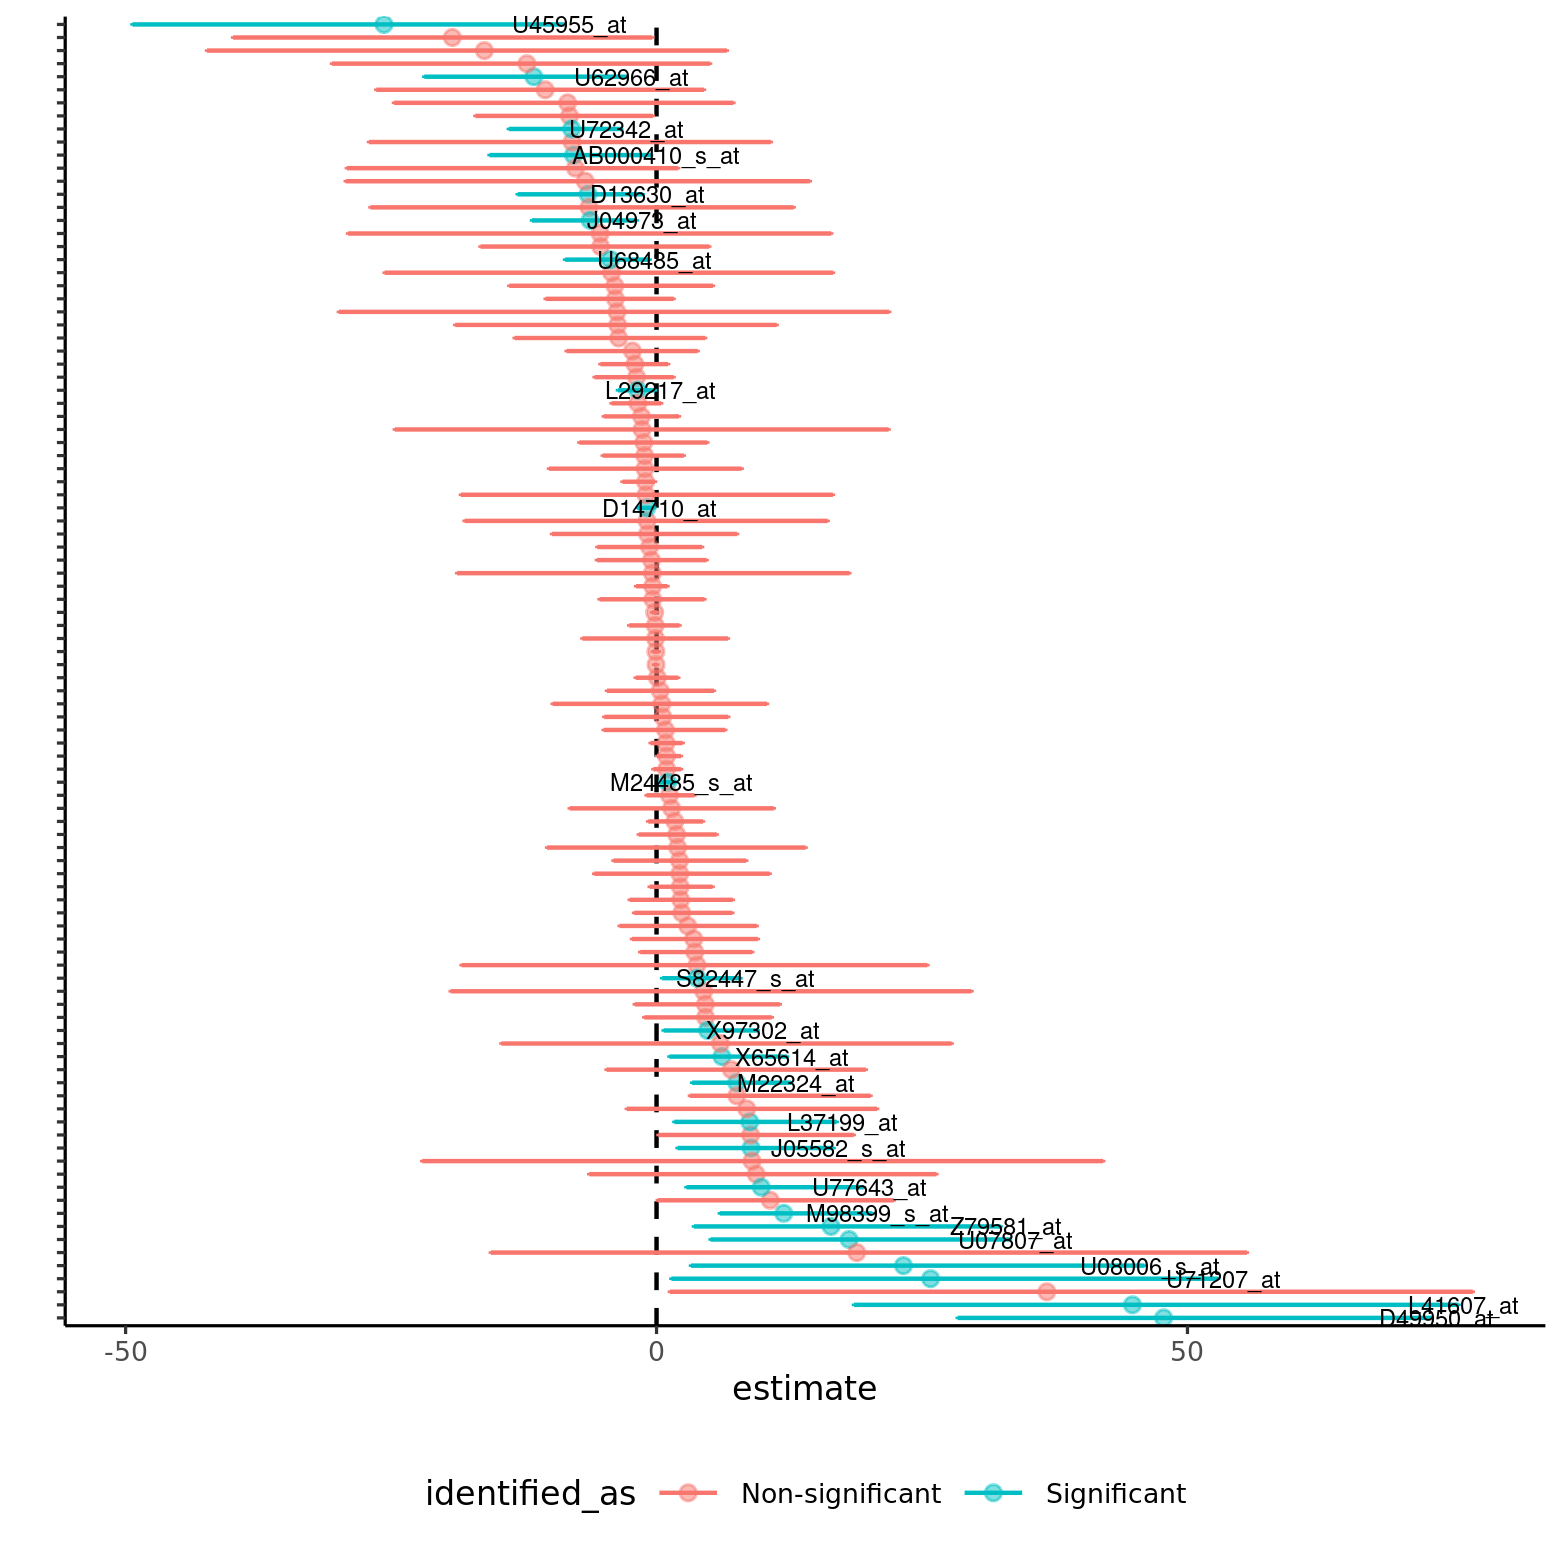 U45955_at
U62966_at
U72342_at
AB000410_s_at
D13630_at
J04973_at
U68485_at
L29217_at
D14710_at
M24485_s_at
S82447_s_at
X97302_at
X65614_at
M22324_at
L37199_at
J05582_s_at
U77643_at
M98399_s_at
Z79581_at
U07807_at
U08006_s_at
U71207_at
L41607_at
D49950_at
-50 0 50
estimate
identified_as Non-significant Significant